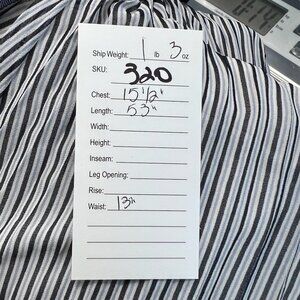 Ship Weight: 1 lb 3 oz
SKU: 320
Chest: 15 1/2"
Length: 53"
Width:
Height:
Inseam:
Leg Opening:
Rise:
Waist: 13"